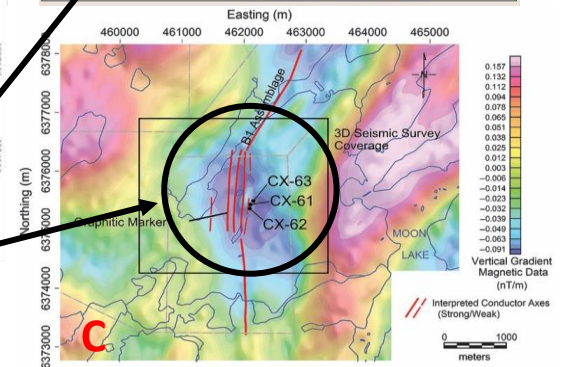 Easting (m)
460000 461000 462000 463000 464000 465000
6378000
6377000
6376000
6375000
6374000
6373000
Northing (m)
B1 Assemblage
N
3D Seismic Survey
Coverage
CX-63
CX-61
CX-62
Graphitic Marker
MOON
LAKE
0.157
0.132
0.112
0.094
0.078
0.065
0.051
0.038
0.025
0.012
0.003
−0.006
−0.014
−0.023
−0.032
−0.039
−0.049
−0.063
−0.091
Vertical Gradient
Magnetic Data
(nT/m)
Interpreted Conductor Axes
(Strong/Weak)
0 1000
meters
C